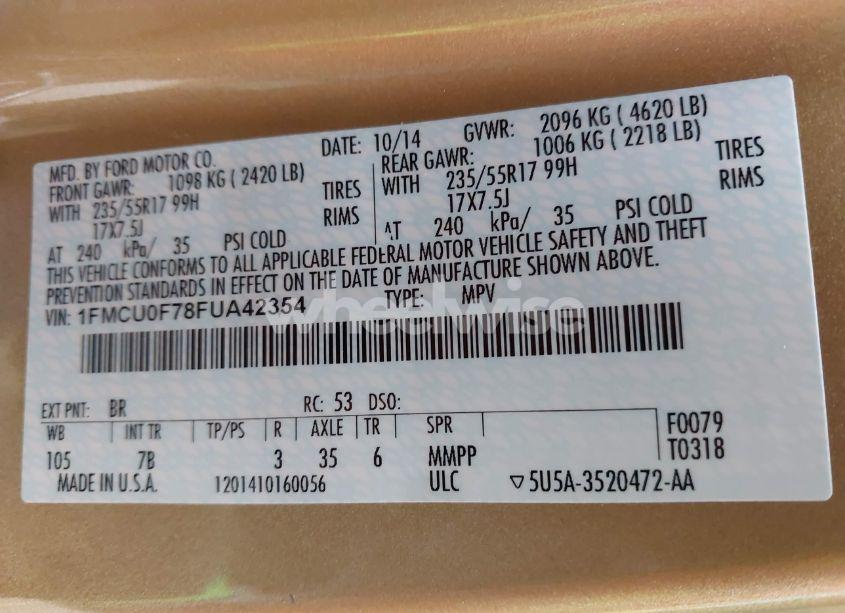 MFD. BY FORD MOTOR CO.
DATE: 10/14 GVWR: 2096 KG ( 4620 LB)
FRONT GAWR: 1098 KG ( 2420 LB)
WITH 235/55R17 99H TIRES
17X7.5J RIMS
AT 240 kPa/ 35 PSI COLD
REAR GAWR: 1006 KG ( 2218 LB)
WITH 235/55R17 99H TIRES
17X7.5J RIMS
AT 240 kPa/ 35 PSI COLD
THIS VEHICLE CONFORMS TO ALL APPLICABLE FEDERAL MOTOR VEHICLE SAFETY AND THEFT
PREVENTION STANDARDS IN EFFECT ON THE DATE OF MANUFACTURE SHOWN ABOVE.
VIN: 1FMCU0F78FUA42354 TYPE: MPV
wheelwise
EXT PNT: BR RC: 53 DSO:
WB INT TR TP/PS R AXLE TR SPR
105 7B 3 35 6 MMPP
F0079
T0318
MADE IN U.S.A. 1201410160056 ULC ▽5U5A-3520472-AA